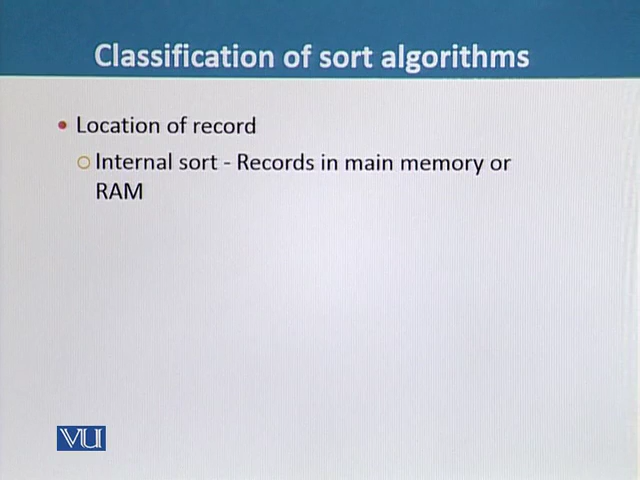 Classification of sort algorithms
Location of record
Internal sort - Records in main memory or
RAM
VU